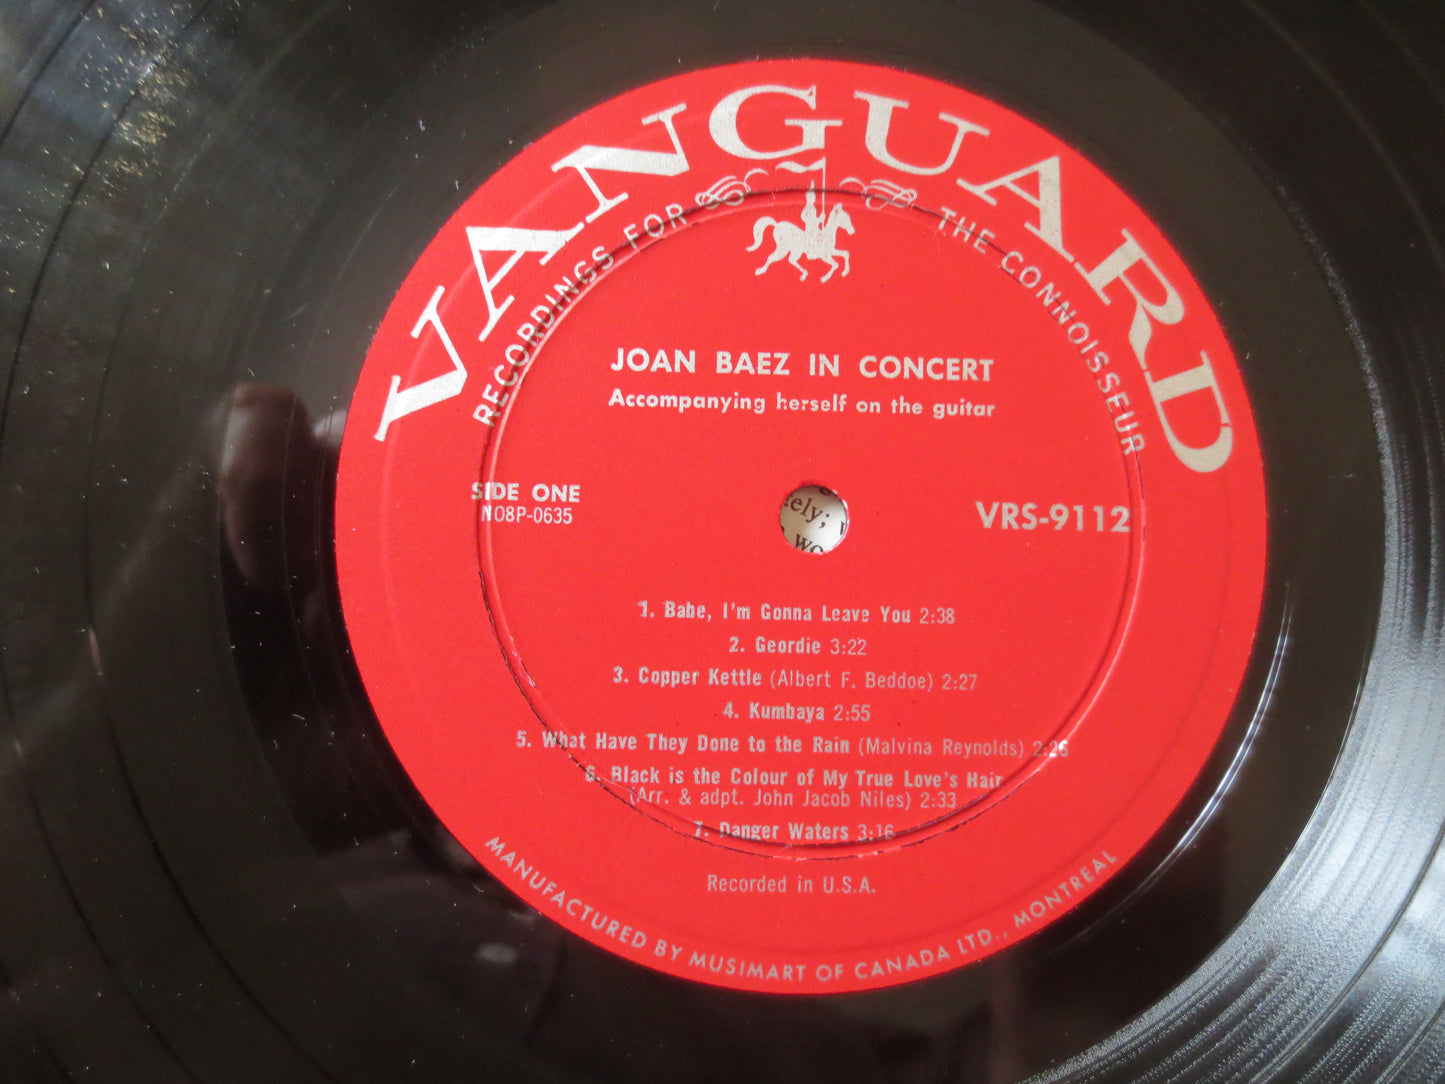 VANGUARD
RECORDINGS FOR THE CONNOISSEUR
JOAN BAEZ IN CONCERT
Accompanying herself on the guitar
SIDE ONE
N08P-0635
VRS-9112
ely;
1. Babe, I'm Gonna Leave You 2:38
2. Geordie 3:22
3. Copper Kettle (Albert F. Beddoe) 2:27
4. Kumbaya 2:55
5. What Have They Done to the Rain (Malvina Reynolds) 2:26
6. Black is the Colour of My True Love's Hair
(Arr. & adpt. John Jacob Niles) 2:33
7. Danger Waters 3:16
Recorded in U.S.A.
MANUFACTURED BY MUSIMART OF CANADA LTD., MONTREAL